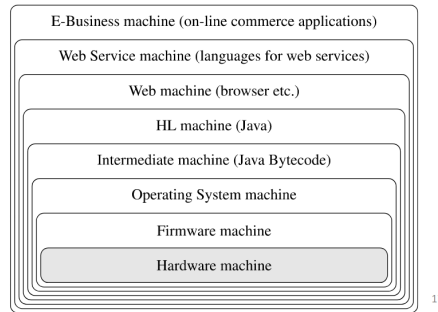 E-Business machine (on-line commerce applications)
Web Service machine (languages for web services)
Web machine (browser etc.)
HL machine (Java)
Intermediate machine (Java Bytecode)
Operating System machine
Firmware machine
Hardware machine
1